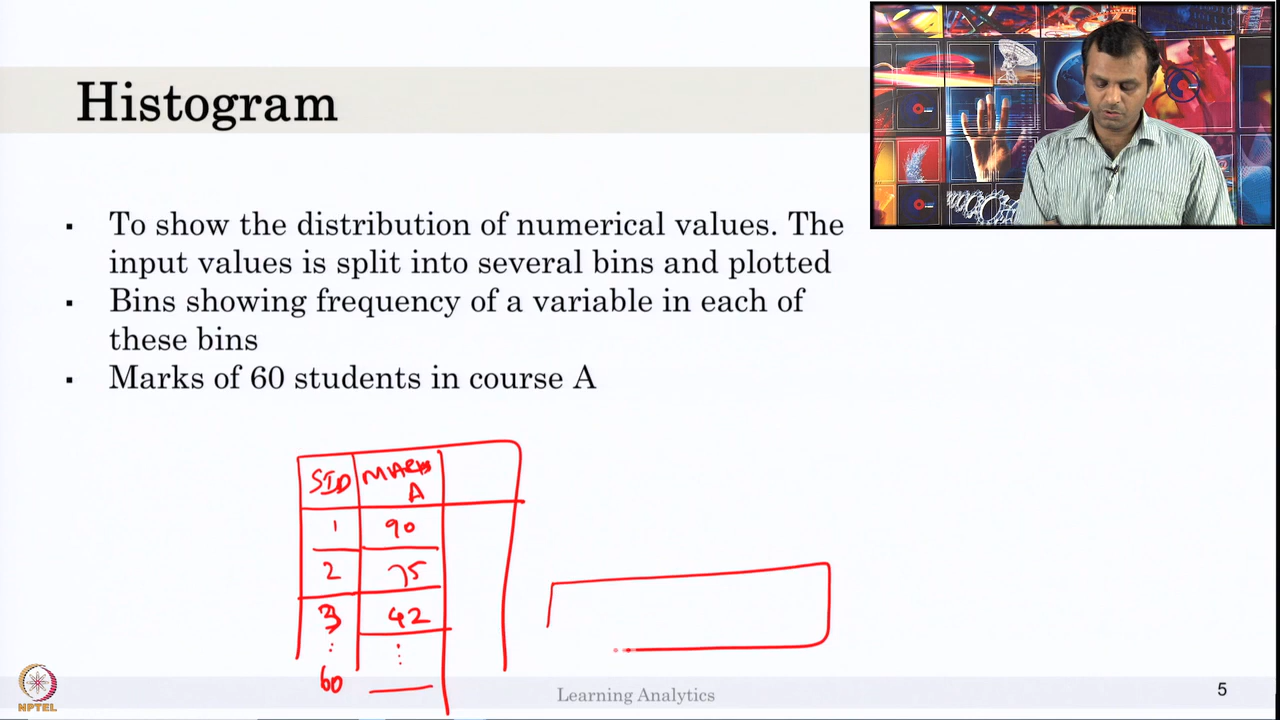 Histogram
▪ To show the distribution of numerical values. The
input values is split into several bins and plotted
▪ Bins showing frequency of a variable in each of
these bins
▪ Marks of 60 students in course A
SID MARKS
A
1 90
2 75
3 42
⋮ ⋮
60
NPTEL
Learning Analytics
5